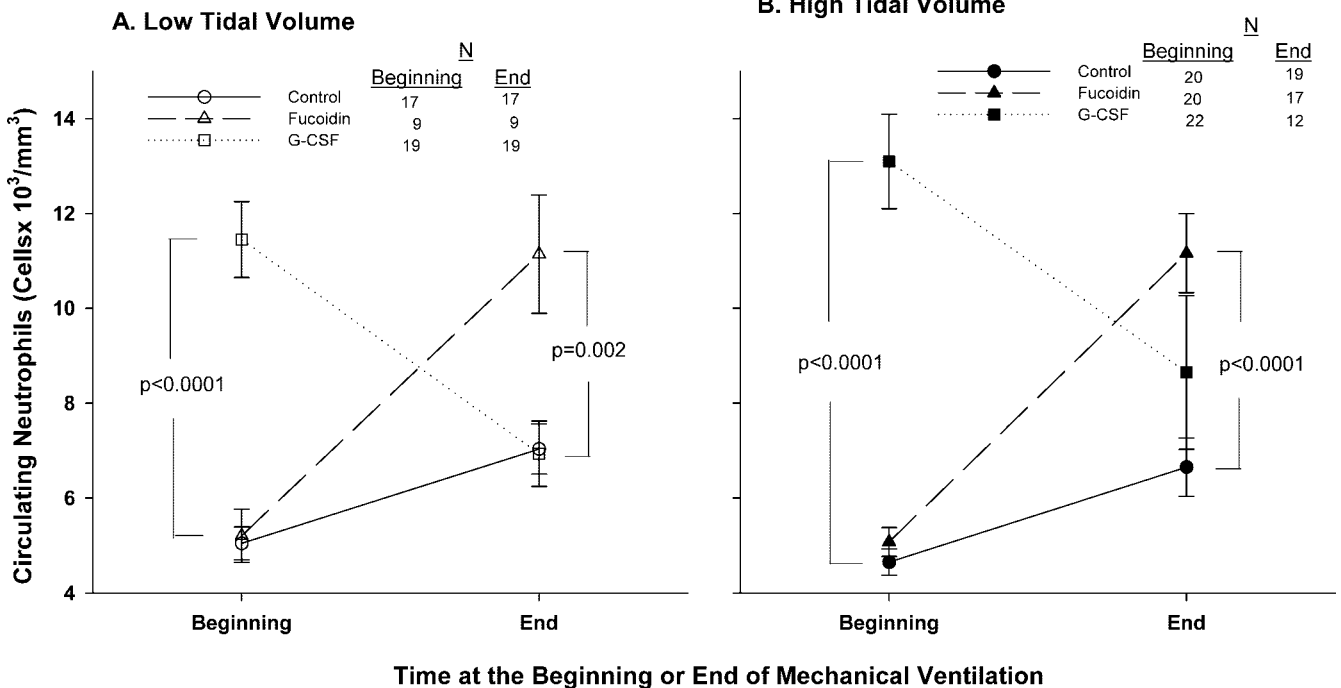 A. Low Tidal Volume
N
Beginning End
Control 17 17
Fucoidin 9 9
G-CSF 19 19
B. High Tidal Volume
N
Beginning End
Control 20 19
Fucoidin 20 17
G-CSF 22 12
Circulating Neutrophils (Cellsx 10³/mm³)
14
12
10
8
6
4
p<0.0001
p=0.002
p<0.0001
p<0.0001
Beginning End
Beginning End
Time at the Beginning or End of Mechanical Ventilation